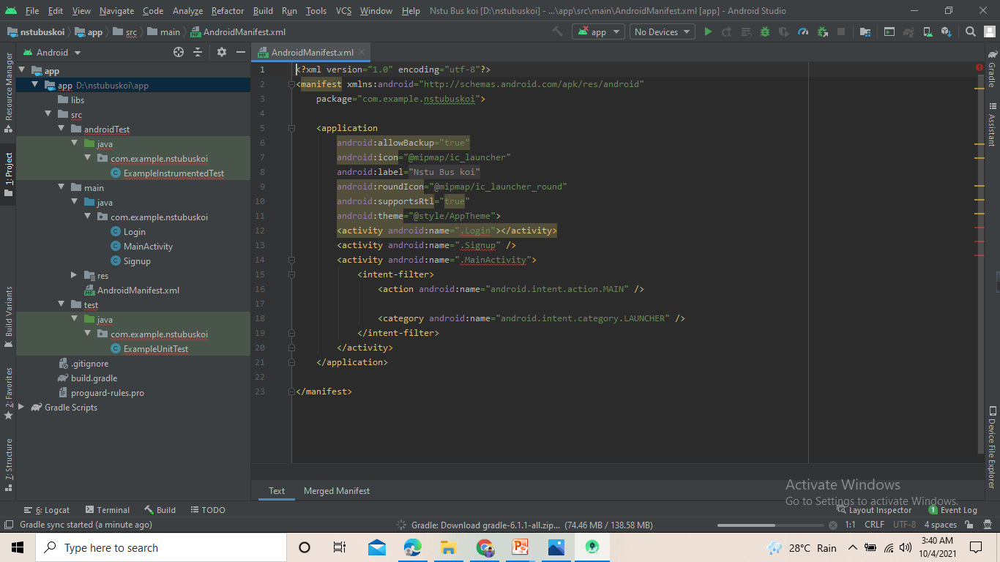 File Edit View Navigate Code Analyze Refactor Build Run Tools VCS Window Help Nstu Bus koi [D:\nstubuskoi] - ...\app\src\main\AndroidManifest.xml [app] - Android Studio
nstubuskoi app src main AndroidManifest.xml app No Devices
Android
AndroidManifest.xml
Resource Manager
1: Project
Build Variants
2: Favorites
7: Structure
app
app D:\nstubuskoi\app
libs
src
androidTest
java
com.example.nstubuskoi
ExampleInstrumentedTest
main
java
com.example.nstubuskoi
Login
MainActivity
Signup
res
AndroidManifest.xml
test
java
com.example.nstubuskoi
ExampleUnitTest
.gitignore
build.gradle
proguard-rules.pro
Gradle Scripts
1 <?xml version="1.0" encoding="utf-8"?>
2 <manifest xmlns:android="http://schemas.android.com/apk/res/android"
3 package="com.example.nstubuskoi">
4
5 <application
6 android:allowBackup="true"
7 android:icon="@mipmap/ic_launcher"
8 android:label="Nstu Bus koi"
9 android:roundIcon="@mipmap/ic_launcher_round"
10 android:supportsRtl="true"
11 android:theme="@style/AppTheme">
12 <activity android:name=".Login"></activity>
13 <activity android:name=".Signup" />
14 <activity android:name=".MainActivity">
15 <intent-filter>
16 <action android:name="android.intent.action.MAIN" />
17
18 <category android:name="android.intent.category.LAUNCHER" />
19 </intent-filter>
20 </activity>
21 </application>
22
23 </manifest>
Gradle
Assistant
Device File Explorer
Text Merged Manifest
Activate Windows
Go to Settings to activate Windows.
6: Logcat Terminal Build TODO Layout Inspector 1 Event Log
Gradle sync started (a minute ago) Gradle: Download gradle-6.1.1-all.zip... (74.46 MB / 138.58 MB) 1:1 CRLF UTF-8 4 spaces
Type here to search 28°C Rain 3:40 AM
10/4/2021